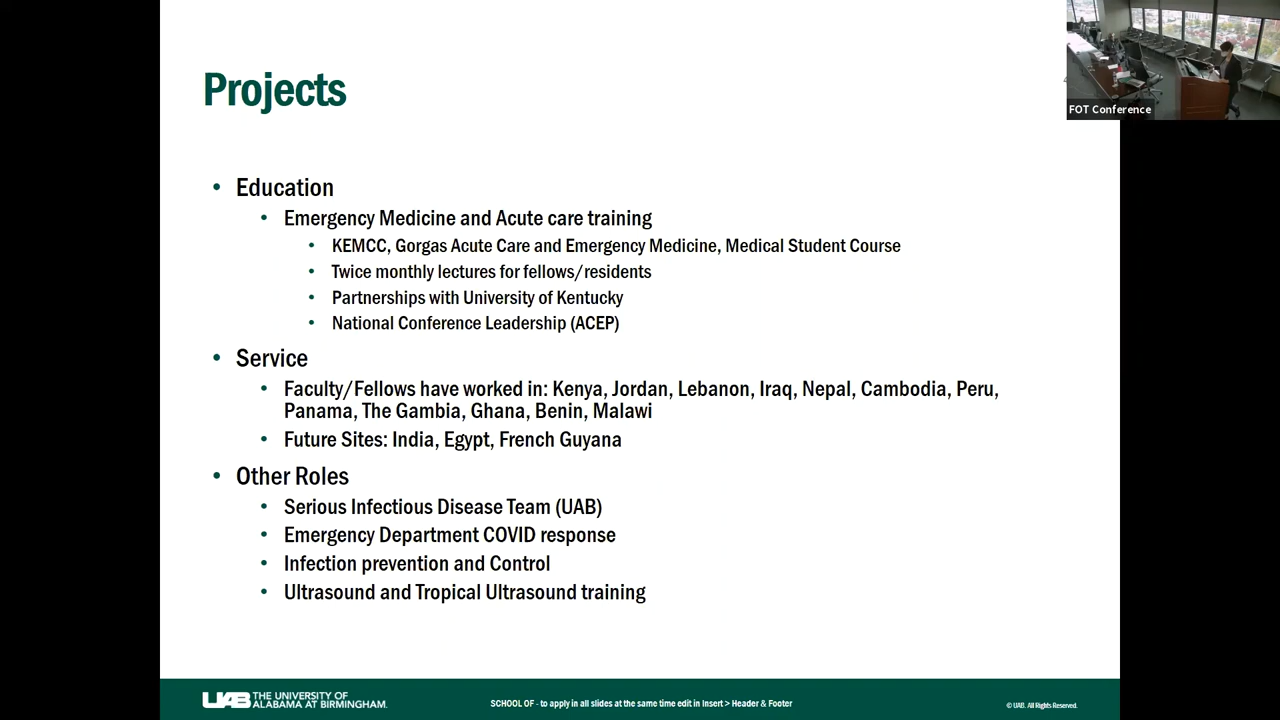 Projects
FOT Conference
• Education
• Emergency Medicine and Acute care training
• KEMCC, Gorgas Acute Care and Emergency Medicine, Medical Student Course
• Twice monthly lectures for fellows/residents
• Partnerships with University of Kentucky
• National Conference Leadership (ACEP)
• Service
• Faculty/Fellows have worked in: Kenya, Jordan, Lebanon, Iraq, Nepal, Cambodia, Peru,
Panama, The Gambia, Ghana, Benin, Malawi
• Future Sites: India, Egypt, French Guyana
• Other Roles
• Serious Infectious Disease Team (UAB)
• Emergency Department COVID response
• Infection prevention and Control
• Ultrasound and Tropical Ultrasound training
UAB THE UNIVERSITY OF
ALABAMA AT BIRMINGHAM.
SCHOOL OF - to apply in all slides at the same time edit in Insert > Header & Footer
© UAB. All Rights Reserved.